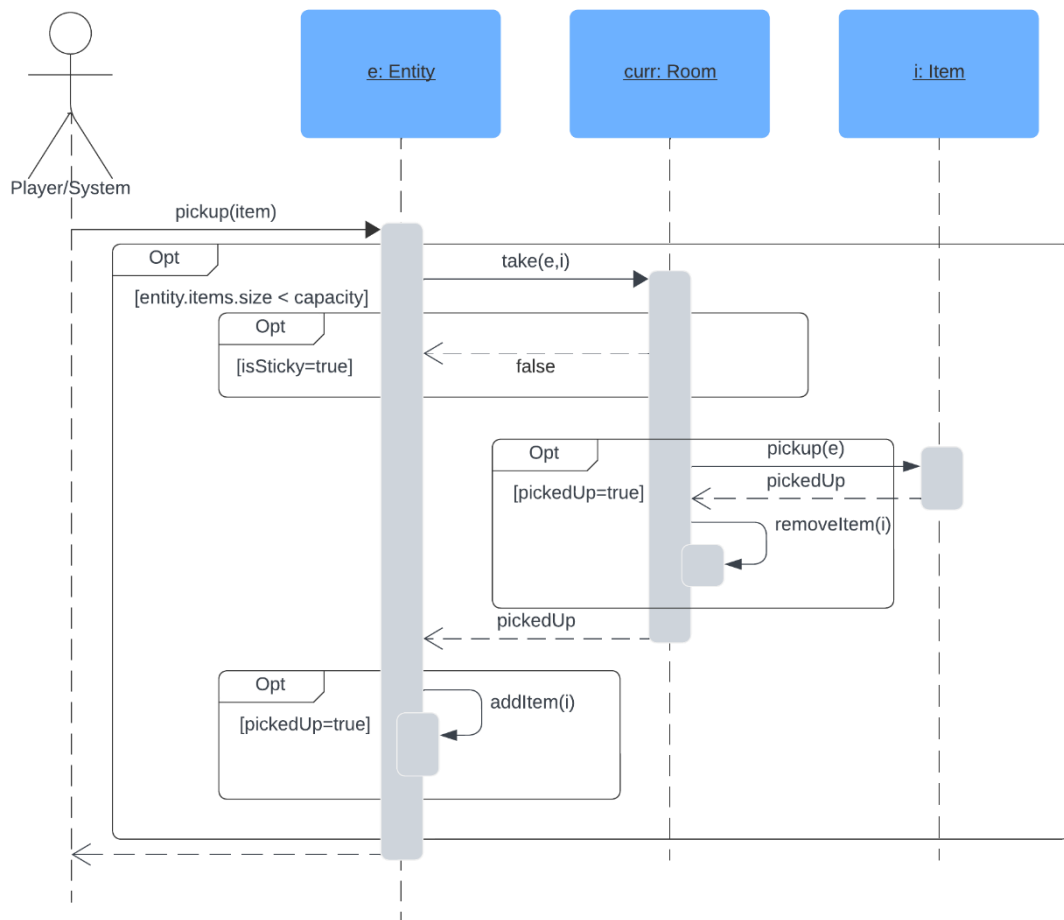 e: Entity
curr: Room
i: Item
Player/System
pickup(item)
Opt
take(e,i)
[entity.items.size < capacity]
Opt
[isSticky=true]
false
Opt
pickup(e)
[pickedUp=true]
pickedUp
removeItem(i)
pickedUp
Opt
addItem(i)
[pickedUp=true]